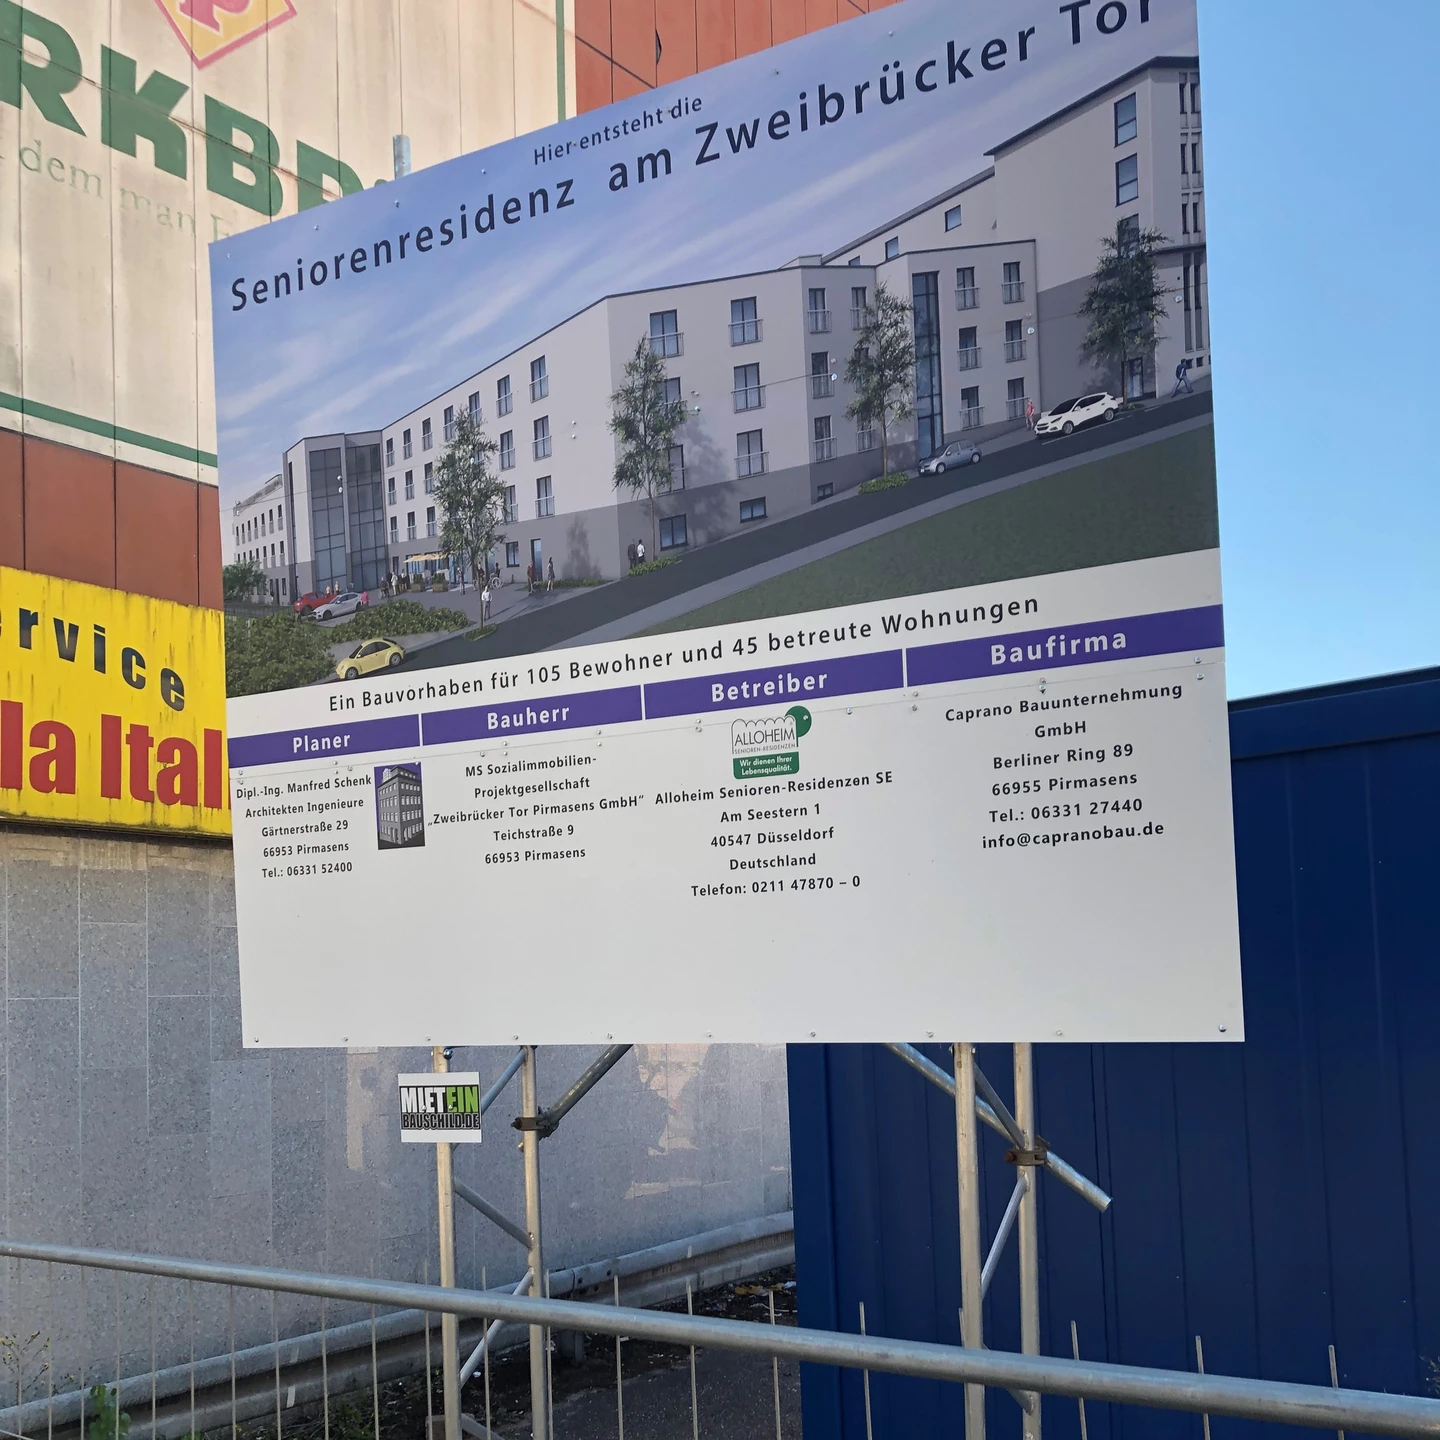 RKBR
dem man
Hier entsteht die
Seniorenresidenz am Zweibrücker Tor
Ein Bauvorhaben für 105 Bewohner und 45 betreute Wohnungen
Planer
Dipl.-Ing. Manfred Schenk
Architekten Ingenieure
Gärtnerstraße 29
66953 Pirmasens
Tel.: 06331 52400
Bauherr
MS Sozialimmobilien-
Projektgesellschaft
„Zweibrücker Tor Pirmasens GmbH"
Teichstraße 9
66953 Pirmasens
Betreiber
ALLOHEIM
SENIOREN-RESIDENZEN
Wir dienen Ihrer
Lebensqualität.
Alloheim Senioren-Residenzen SE
Am Seestern 1
40547 Düsseldorf
Deutschland
Telefon: 0211 47870 – 0
Baufirma
Caprano Bauunternehmung
GmbH
Berliner Ring 89
66955 Pirmasens
Tel.: 06331 27440
info@capranobau.de
ervice
la Ital
MIETEIN
BAUSCHILD.DE